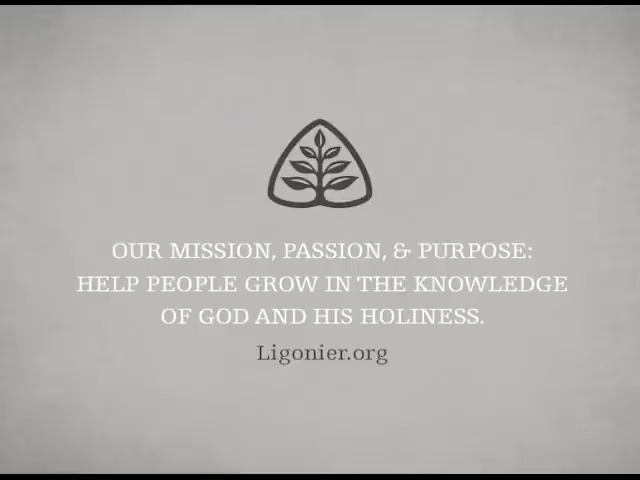 OUR MISSION, PASSION, & PURPOSE:
HELP PEOPLE GROW IN THE KNOWLEDGE
OF GOD AND HIS HOLINESS.
Ligonier.org